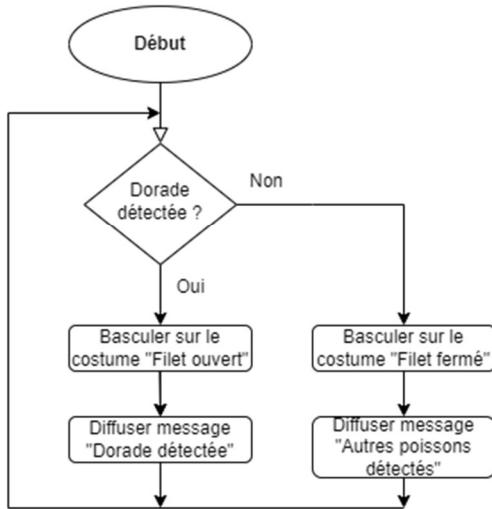 Début
Dorade
détectée ?
Non
Oui
Basculer sur le
costume "Filet ouvert"
Basculer sur le
costume "Filet fermé"
Diffuser message
"Dorade détectée"
Diffuser message
"Autres poissons
détectés"